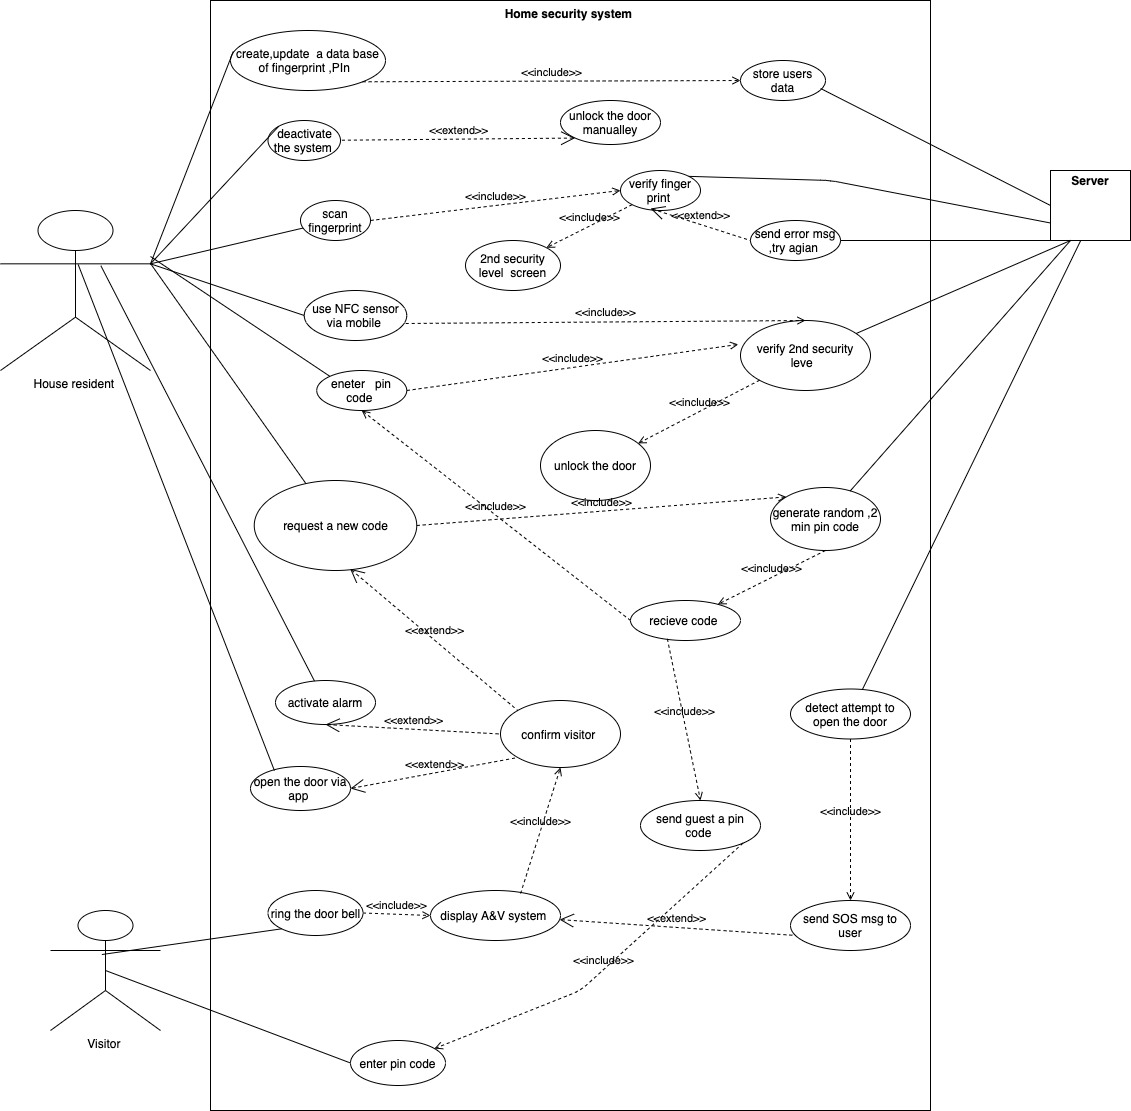 Home security system
create,update  a data base
of fingerprint ,PIn
<<include>>
store users
data
deactivate
the system
<<extend>>
unlock the door
manualley
scan
fingerprint
<<include>>
verify finger
print
<<include>>
<<extend>>
send error msg
,try agian
2nd security
level  screen
Server
House resident
use NFC sensor
via mobile
<<include>>
verify 2nd security
leve
eneter   pin
code
<<include>>
<<include>>
unlock the door
request a new code
<<include>>
<<include>>
generate random ,2
min pin code
<<include>>
recieve code
<<extend>>
activate alarm
<<extend>>
confirm visitor
<<include>>
detect attempt to
open the door
open the door via
app
<<extend>>
<<include>>
send guest a pin
code
<<include>>
ring the door bell
<<include>>
display A&V system
<<extend>>
send SOS msg to
user
<<include>>
Visitor
enter pin code